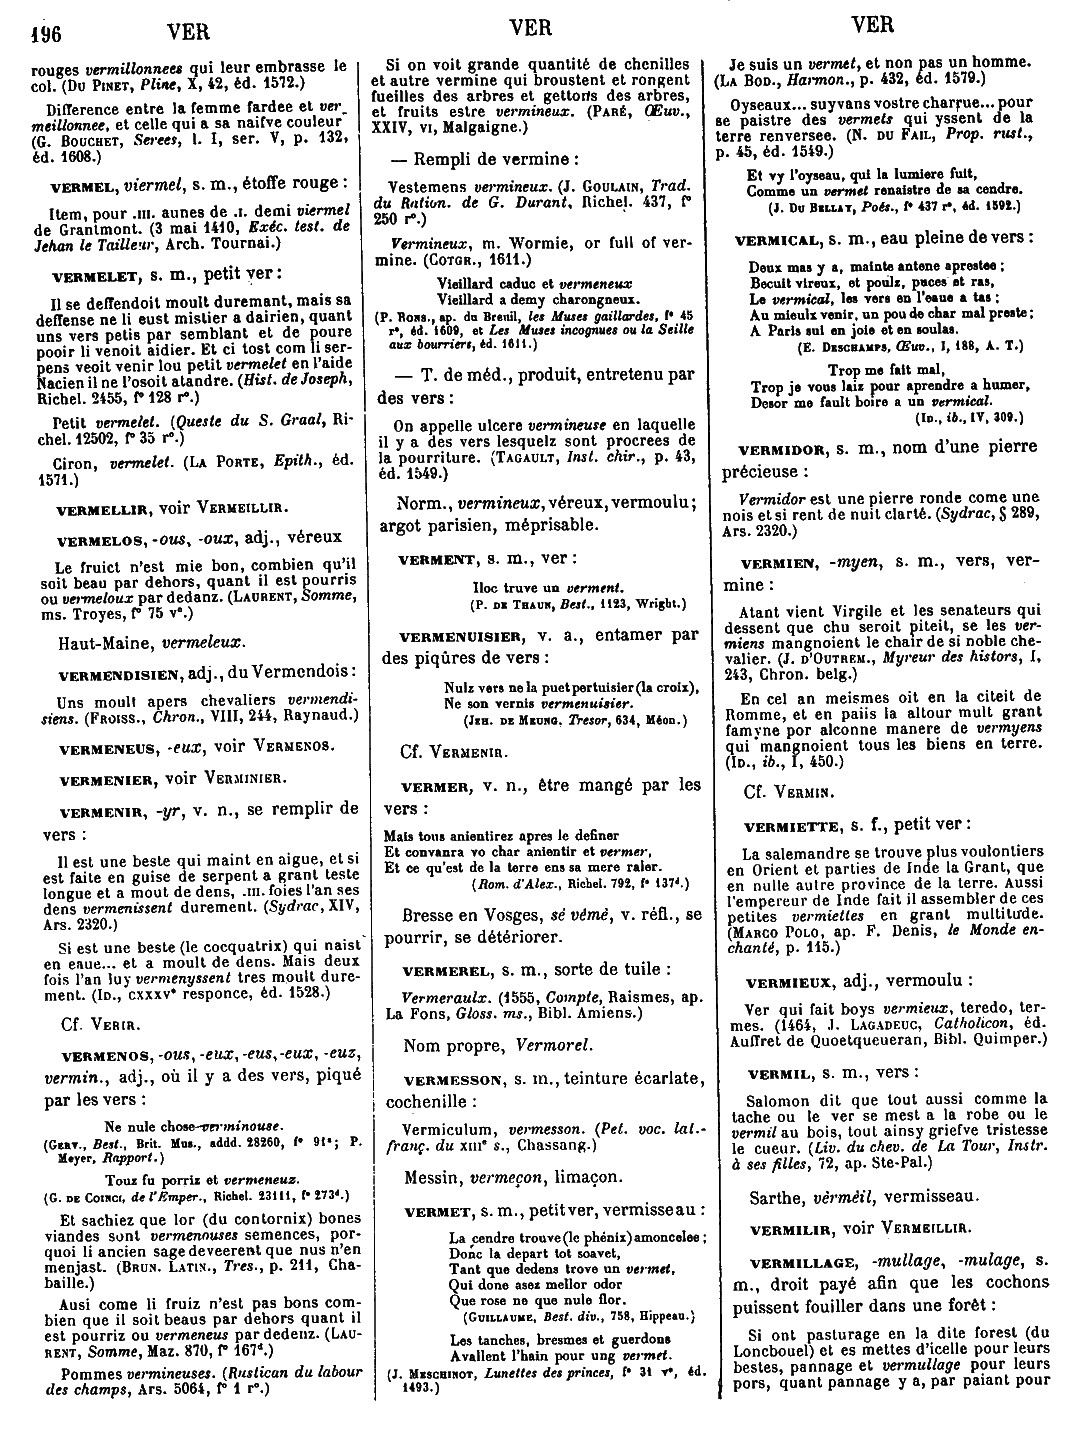 196 VER VER VER
rouges vermillonnees qui leur embrasse le
col. (DU PINET, Pline, X, 42, éd. 1572.)
Difference entre la femme fardee et ver-
meillonnee, et celle qui a sa naifve couleur
(G. BOUCHET, Serees, l. I, ser. V, p. 132,
éd. 1608.)
VERMEL, viermel, s. m., étoffe rouge :
Item, pour .III. aunes de .I. demi viermel
de Grantmont. (3 mai 1410, Exéc. test. de
Jehan le Tailleur, Arch. Tournai.)
VERMELET, s. m., petit ver :
Il se deffendoit moult duremant, mais sa
deffense ne li eust mistier a dairien, quant
uns vers petis par semblant et de poure
pooir li venoit aidier. Et ci tost com li ser-
pens veoit venir lou petit vermelet en l'aide
Nacien il ne l'osoit atandre. (Hist. de Joseph,
Richel. 2455, f° 128 r°.)
Petit vermelet. (Queste du S. Graal, Ri-
chel. 12502, f° 35 r°.)
Ciron, vermelet. (LA PORTE, Epith., éd.
1571.)
VERMELLIR, voir VERMEILLIR.
VERMELOS, -ous, -oux, adj., véreux
Le fruict n'est mie bon, combien qu'il
soit beau par dehors, quant il est pourris
ou vermeloux par dedanz. (LAURENT, Somme,
ms. Troyes, f° 75 v°.)
Haut-Maine, vermeleux.
VERMENDISIEN, adj., du Vermendois :
Uns moult apers chevaliers vermendi-
siens. (FROISS., Chron., VIII, 244, Raynaud.)
VERMENEUS, -eux, voir VERMENOS.
VERMENIER, voir VERMINIER.
VERMENIR, -yr, v. n., se remplir de
vers :
Il est une beste qui maint en aigue, et si
est faite en guise de serpent a grant teste
longue et a mout de dens, .III. foies l'an ses
dens vermenissent durement. (Sydrac, XIV,
Ars. 2320.)
Si est une beste (le cocquatrix) qui naist
en eaue... et a moult de dens. Mais deux
fois l'an luy vermenyssent tres moult dure-
ment. (ID., CXXXV° responce, éd. 1528.)
Cf. VERIR.
VERMENOS, -ous, -eux, -eus, -eux, -euz,
vermin., adj., où il y a des vers, piqué
par les vers :
Ne nule chose verminouse.
(GERV., Best., Brit. Mus., addd. 28260, f° 91ª; P.
Meyer, Rapport.)
Touz fu porriz et vermeneuz.
(G. DE COINCI, de l'Emper., Richel. 23111, f° 273ᵈ.)
Et sachiez que lor (du contornix) bones
viandes sont vermenouses semences, por-
quoi li ancien sage deveerent que nus n'en
menjast. (BRUN. LATIN., Tres., p. 211, Cha-
baille.)
Ausi come li fruiz n'est pas bons com-
bien que il soit beaus par dehors quant il
est pourriz ou vermeneus par dedenz. (LAU-
RENT, Somme, Maz. 870, f° 167ᵈ.)
Pommes vermineuses. (Rustican du labour
des champs, Ars. 5064, f° 1 r°.)
Si on voit grande quantité de chenilles
et autre vermine qui broustent et rongent
fueilles des arbres et gettons des arbres,
et fruits estre vermineux. (PARÉ, Œuv.,
XXIV, VI, Malgaigne.)
— Rempli de vermine :
Vestemens vermineux. (J. GOULAIN, Trad.
du Ration. de G. Durant, Richel. 437, f°
250 r°.)
Vermineux, m. Wormie, or full of ver-
mine. (COTGR., 1611.)
Vieillard caduc et vermeneux
Vieillard a demy charongneux.
(P. RONS., ap. du Breuil, les Muses gaillardes, f° 45
r°, éd. 1609, et Les Muses incognues ou la Seille
aux bourriers, éd. 1611.)
— T. de méd., produit, entretenu par
des vers :
On appelle ulcere vermineuse en laquelle
il y a des vers lesquelz sont procrees de
la pourriture. (TAGAULT, Inst. chir., p. 43,
éd. 1549.)
Norm., vermineux, véreux, vermoulu ;
argot parisien, méprisable.
VERMENT, s. m., ver :
Iloc truve un verment.
(P. DE THAUN, Best., 1123, Wright.)
VERMENUISIER, v. a., entamer par
des piqûres de vers :
Nulz vers ne la puet pertuisier (la croix),
Ne son vernis vermenuisier.
(JEH. DE MEUNG, Tresor, 634, Méon.)
Cf. VERMENIR.
VERMER, v. n., être mangé par les
vers :
Mais tous anientirez apres le definer
Et convanra vo char anientir et vermer,
Et ce qu'est de la terre ens sa mere raler.
(Rom. d'Alex., Richel. 792, f° 137ᵈ.)
Bresse en Vosges, sé vémè, v. réfl., se
pourrir, se détériorer.
VERMEREL, s. m., sorte de tuile :
Vermeraulx. (1555, Compte, Raismes, ap.
La Fons, Gloss. ms., Bibl. Amiens.)
Nom propre, Vermorel.
VERMESSON, s. m., teinture écarlate,
cochenille :
Vermiculum, vermesson. (Pet. voc. lat.-
franç. du XIII° s., Chassang.)
Messin, vermeçon, limaçon.
VERMET, s. m., petit ver, vermisseau :
La cendre trouve (le phénix) amoncelee ;
Donc la depart tot soavet,
Tant que dedens trove un vermet,
Qui done asez mellor odor
Que rose ne que nule flor.
(GUILLAUME, Best. div., 758, Hippeau.)
Les tanches, bresmes et guerdons
Avallent l'hain pour ung vermet.
(J. MESCHINOT, Lunettes des princes, f° 31 v°, éd.
1493.)
Je suis un vermet, et non pas un homme.
(LA BOD., Harmon., p. 432, éd. 1579.)
Oyseaux... suyvans vostre charrue... pour
se paistre des vermets qui yssent de la
terre renversee. (N. DU FAIL, Prop. rust.,
p. 45, éd. 1549.)
Et vy l'oyseau, qui la lumiere fuit,
Comme un vermet renaistre de sa cendre.
(J. DU BELLAY, Poés., f° 437 r°, éd. 1592.)
VERMICAL, s. m., eau pleine de vers :
Deux mas y a, mainte antene aprestee ;
Becuit vireux, et poulz, puces et ras,
Le vermical, les vers en l'eaue a tas ;
Au mieulx venir, un pou de char mal preste ;
A Paris sui en joie et en soulas.
(E. DESCHAMPS, Œuv., I, 188, A. T.)
Trop me fait mal,
Trop je vous laiz pour aprendre a humer,
Desor me fault boire a un vermical.
(ID., ib., IV, 309.)
VERMIDOR, s. m., nom d'une pierre
précieuse :
Vermidor est une pierre ronde come une
nois et si rent de nuit clarté. (Sydrac, § 289,
Ars. 2320.)
VERMIEN, -myen, s. m., vers, ver-
mine :
Atant vient Virgile et les senateurs qui
dessent que chu seroit piteit, se les ver-
miens mangnoient le chair de si noble che-
valier. (J. D'OUTREM., Myreur des histors, I,
243, Chron. belg.)
En cel an meismes oit en la citeit de
Romme, et en paiis la altour mult grant
famyne por alconne manere de vermyens
qui mangnoient tous les biens en terre.
(ID., ib., I, 450.)
Cf. VERMIN.
VERMIETTE, s. f., petit ver :
La salemandre se trouve plus voulontiers
en Orient et parties de Inde la Grant, que
en nulle autre province de la terre. Aussi
l'empereur de Inde fait il assembler de ces
petites vermiettes en grant multitude.
(MARCO POLO, ap. F. Denis, le Monde en-
chanté, p. 115.)
VERMIEUX, adj., vermoulu :
Ver qui fait boys vermieux, teredo, ter-
mes. (1464, J. LAGADEUC, Catholicon, éd.
Auffret de Quoetqueueran, Bibl. Quimper.)
VERMIL, s. m., vers :
Salomon dit que tout aussi comme la
tache ou le ver se mest a la robe ou le
vermil au bois, tout ainsy griefve tristesse
le cueur. (Liv. du chev. de La Tour, Instr.
à ses filles, 72, ap. Ste-Pal.)
Sarthe, vèrmèil, vermisseau.
VERMILIR, voir VERMEILLIR.
VERMILLAGE, -mullage, -mulage, s.
m., droit payé afin que les cochons
puissent fouiller dans une forêt :
Si ont pasturage en la dite forest (du
Loncbouel) et es mettes d'icelle pour leurs
bestes, pannage et vermullage pour leurs
pors, quant pannage y a, par paiant pour